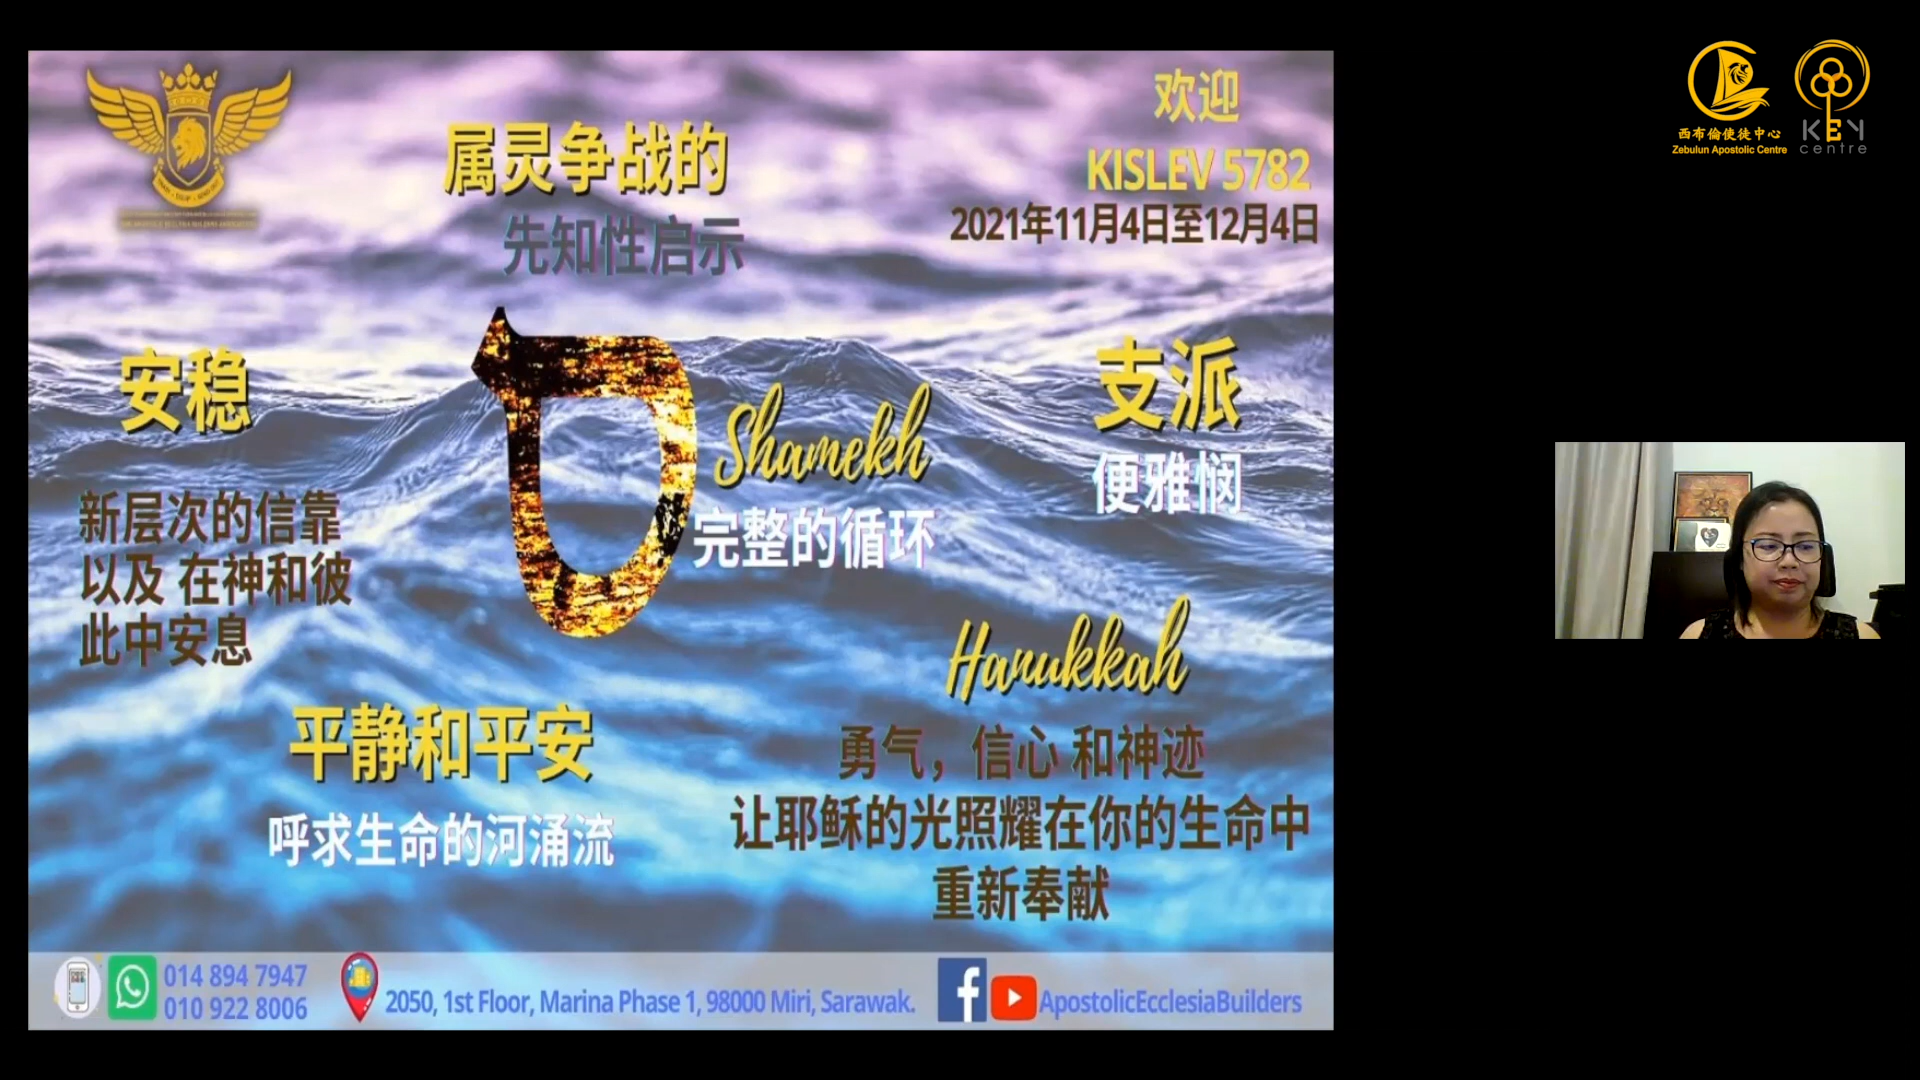 欢迎
KISLEV 5782
2021年11月4日至12月4日
属灵争战的
先知性启示
安稳
新层次的信靠
以及 在神和彼
此中安息
ס
Shamekh
完整的循环
支派
便雅悯
平静和平安
呼求生命的河涌流
Hanukkah
勇气，信心 和神迹
让耶稣的光照耀在你的生命中
重新奉献
014 894 7947
010 922 8006
2050, 1st Floor, Marina Phase 1, 98000 Miri, Sarawak.
ApostolicEcclesiaBuilders
西布倫使徒中心
Zebulun Apostolic Centre
KEY
centre